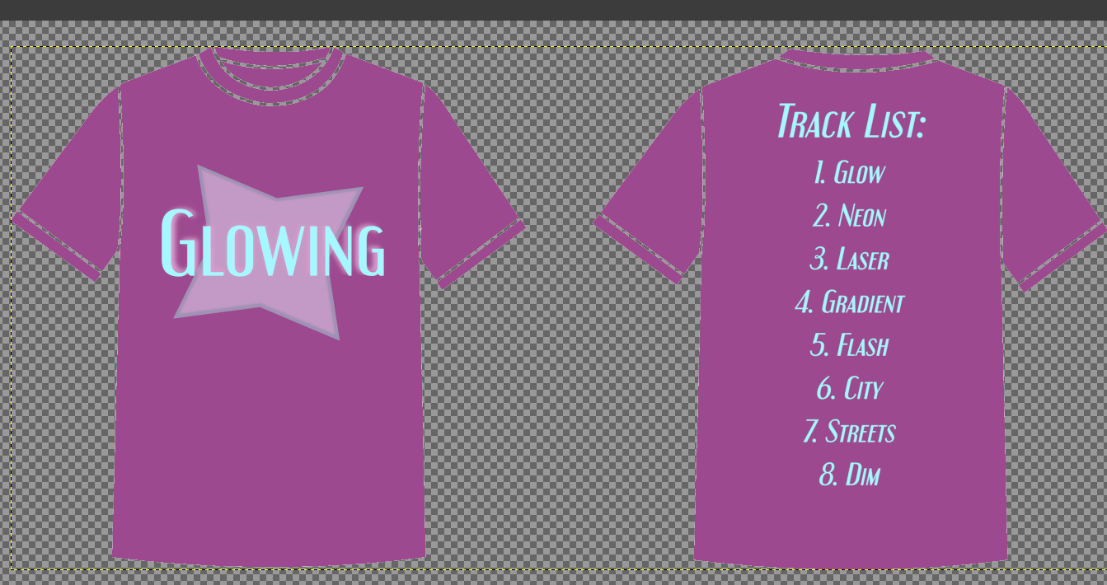 Glowing
Track List:
1. Glow
2. Neon
3. Laser
4. Gradient
5. Flash
6. City
7. Streets
8. Dim